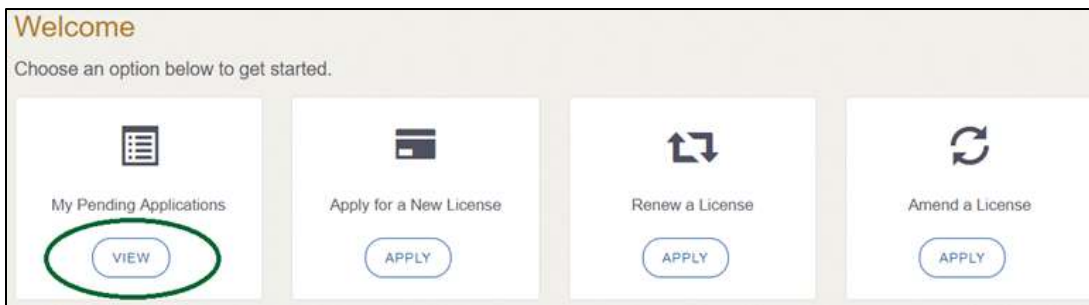 Welcome
Choose an option below to get started.
My Pending Applications
Apply for a New License
Renew a License
Amend a License
VIEW
APPLY
APPLY
APPLY